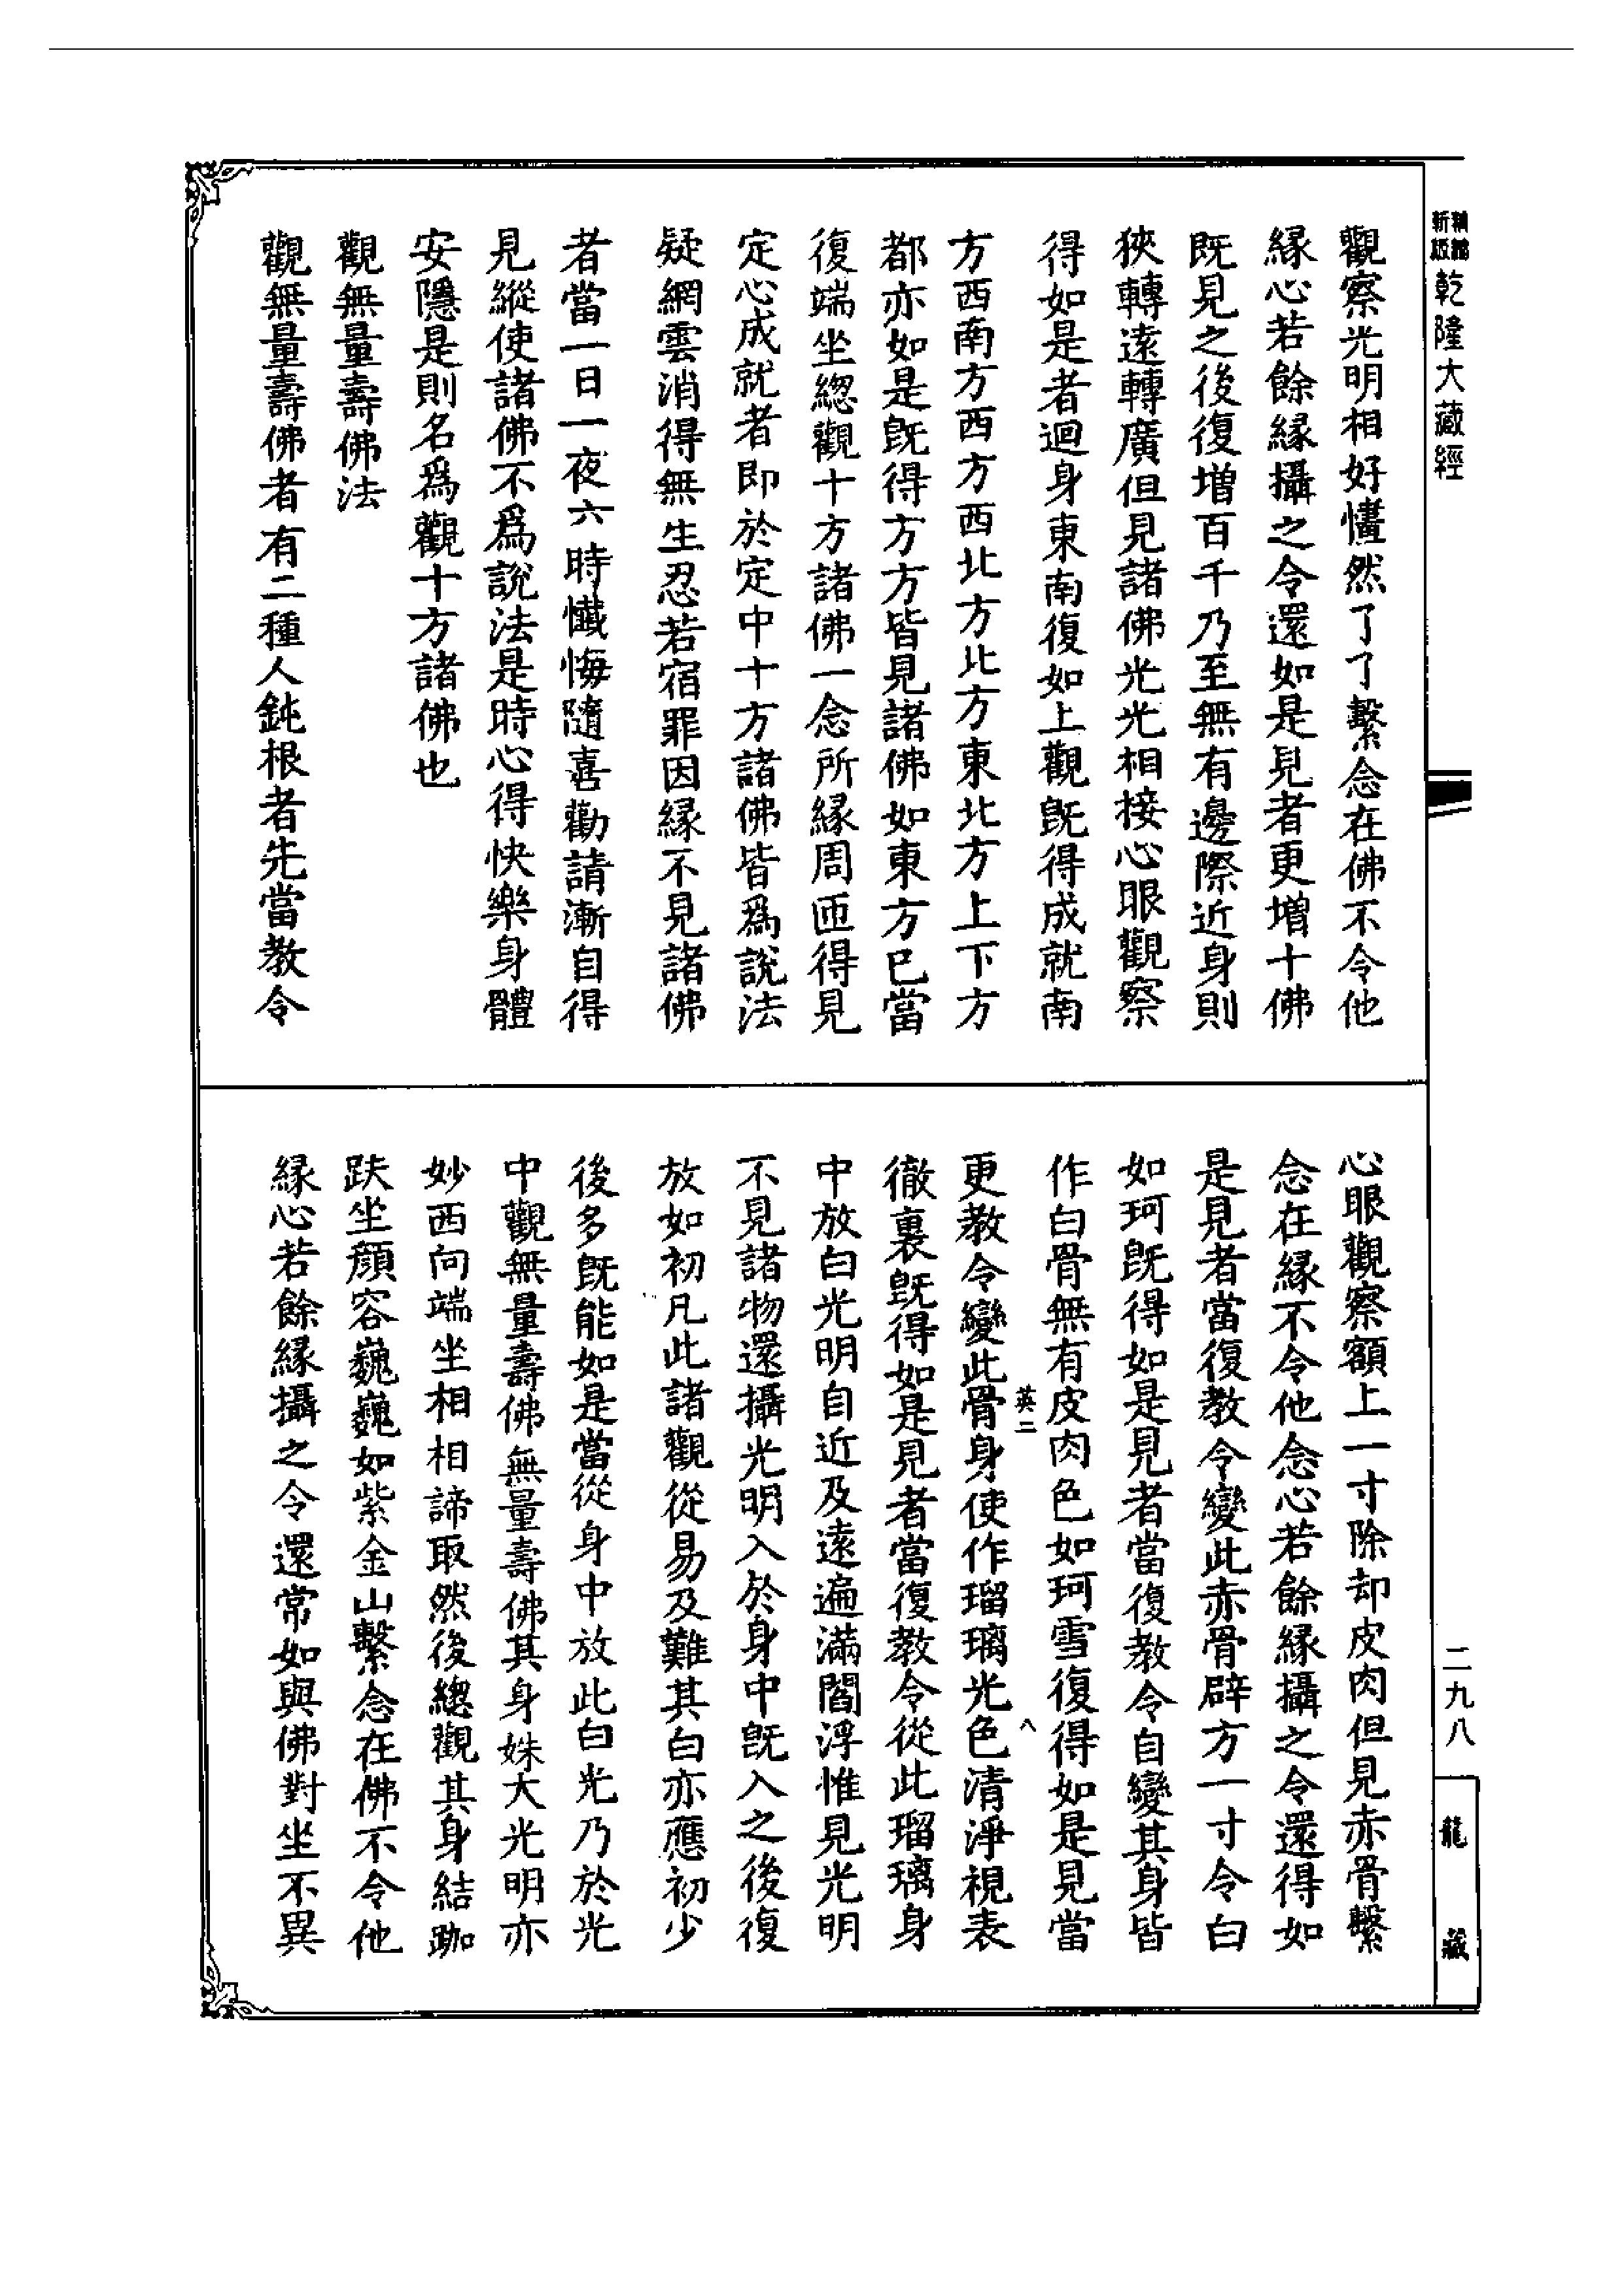 新版
精縮
乾隆大藏經
觀察光明相好㦎然了了繫念在佛不令他
緣心若餘緣攝之令還如是見者更增十佛
既見之後復增百千乃至無有邊際近身則
狹轉遠轉廣但見諸佛光光相接心眼觀察
得如是者迴身東南復如上觀既得成就南
方西南方西方西北方北方東北方上下方
都亦如是既得方方皆見諸佛如東方已當
復端坐總觀十方諸佛一念所緣周匝得見
定心成就者即於定中十方諸佛皆爲說法
疑網雲消得無生忍若宿罪因緣不見諸佛
者當一日一夜六時懺悔隨喜勸請漸自得
見縱使諸佛不爲說法是時心得快樂身體
安隱是則名爲觀十方諸佛也
觀無量壽佛法
觀無量壽佛者有二種人鈍根者先當教令
心眼觀察額上一寸除却皮肉但見赤骨繫
念在緣不令他念心若餘緣攝之令還得如
是見者當復教令變此赤骨辟方一寸令白
如珂既得如是見者當復教令自變其身皆
作白骨無有皮肉色如珂雪復得如是見當
英二
八
更教令變此骨身使作瑠璃光色清淨視表
徹裏既得如是見者當復教令從此瑠璃身
中放白光明自近及遠遍滿閻浮惟見光明
不見諸物還攝光明入於身中既入之後復
放如初凡此諸觀從易及難其白亦應初少
後多既能如是當從身中放此白光乃於光
中觀無量壽佛無量壽佛其身姝大光明亦
妙西向端坐相相諦取然後總觀其身結跏
趺坐顏容巍巍如紫金山繫念在佛不令他
緣心若餘緣攝之令還常如與佛對坐不異
二九八
龍藏